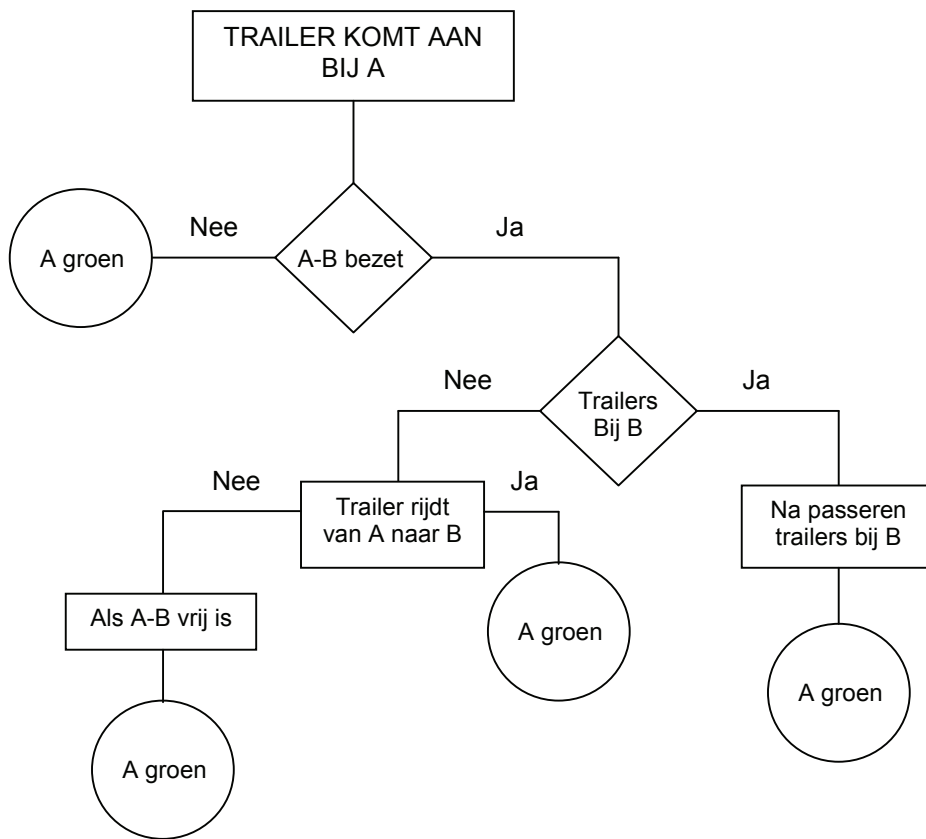 TRAILER KOMT AAN
BIJ A
Nee
Ja
A groen
A-B bezet
Nee
Ja
Trailers
Bij B
Nee
Ja
Trailer rijdt
van A naar B
Na passeren
trailers bij B
Als A-B vrij is
A groen
A groen
A groen